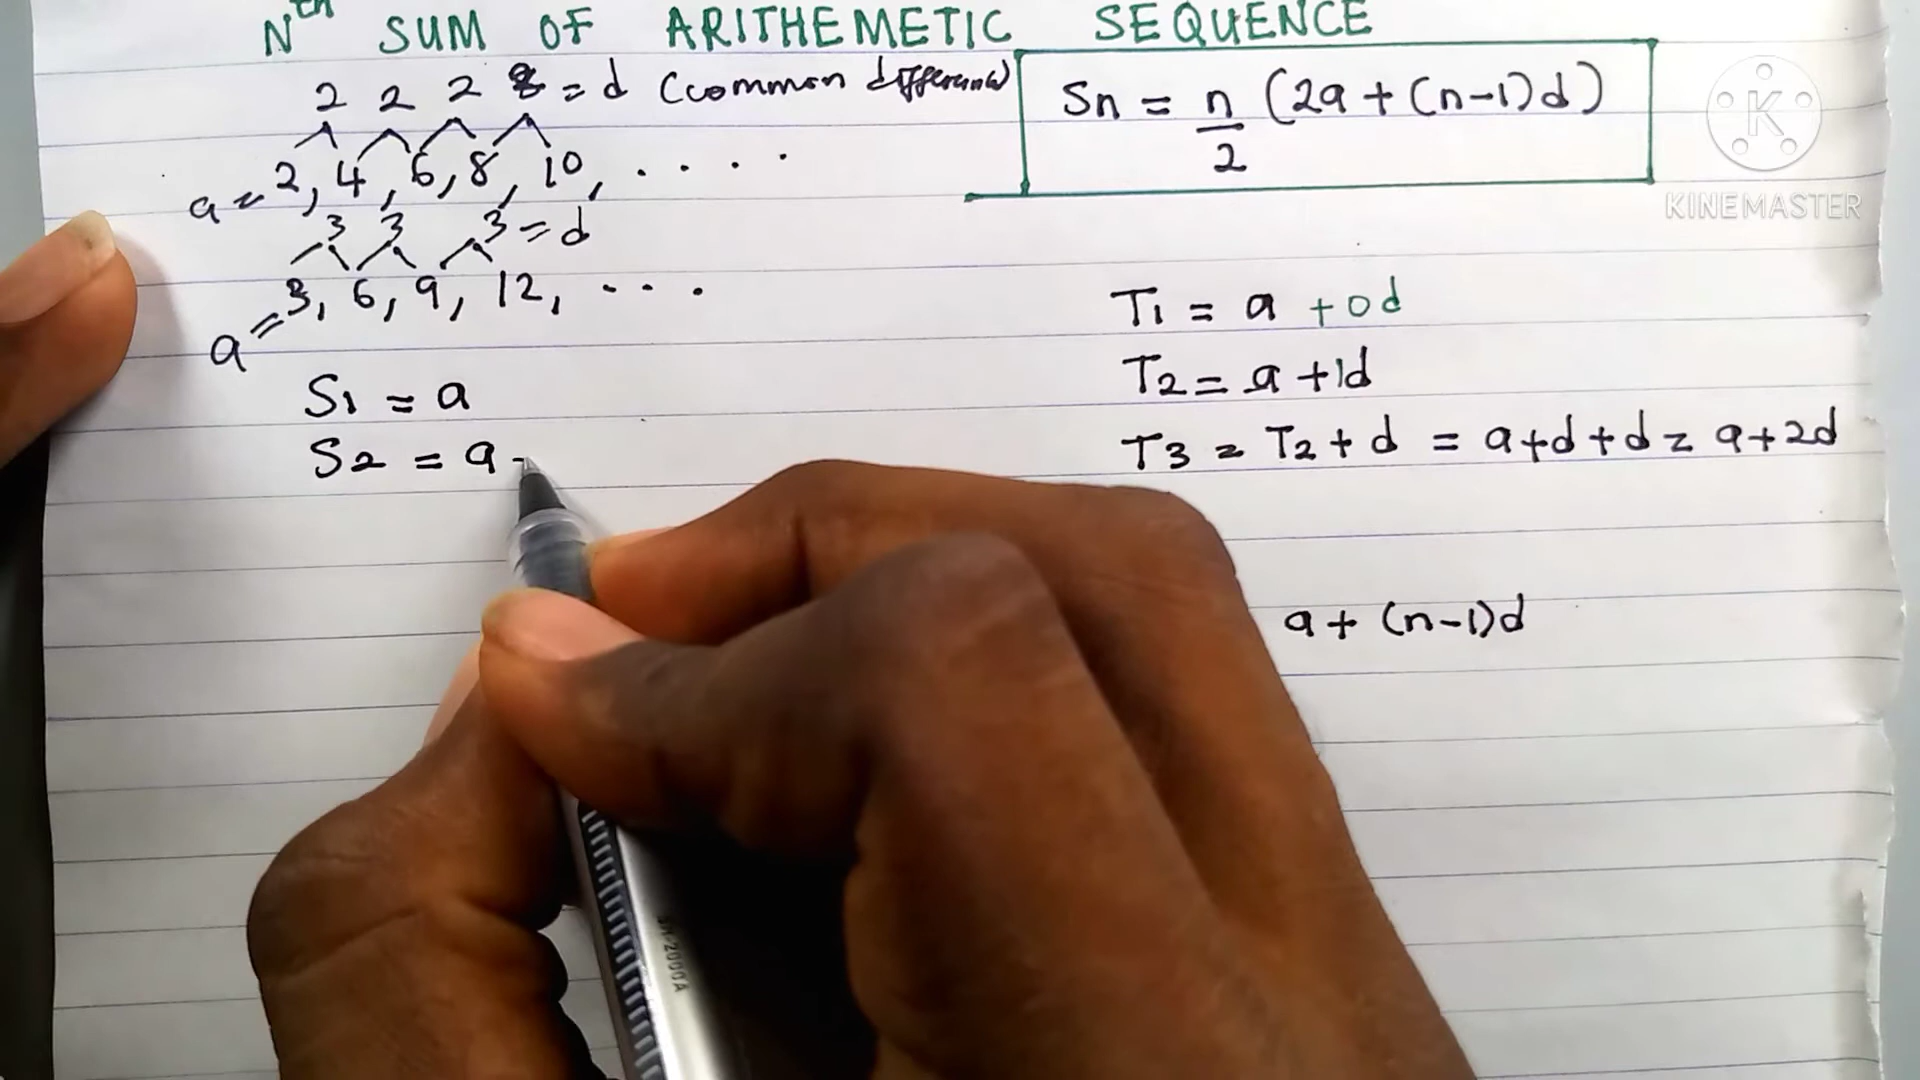 Nth SUM OF ARITHEMETIC SEQUENCE
2 2 2 2 = d (common difference)
Sn = n/2 (2a + (n-1)d)
K
KINEMASTER
a = 2, 4, 6, 8, 10, ....
3 3 3 = d
a = 3, 6, 9, 12, ...
T1 = a + 0d
T2 = a + 1d
T3 = T2 + d = a+d+d = a+2d
S1 = a
S2 = a -
a + (n-1)d
SN-2000A